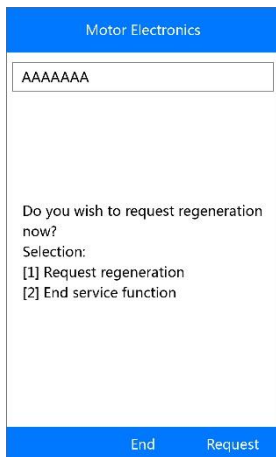 Motor Electronics
AAAAAAA
Do you wish to request regeneration
now?
Selection:
[1] Request regeneration
[2] End service function
End Request